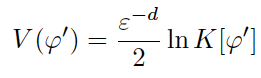 V(φ′) = ε^{-d}/2 ln K[φ′]